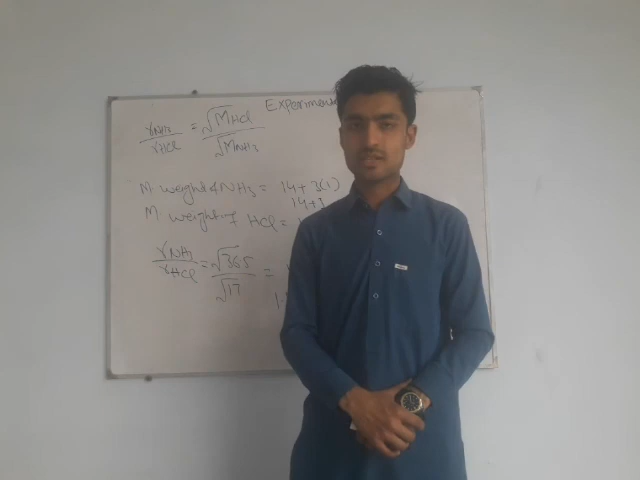 Experimen
rNH3 / rHCl = √MHCl / √MNH3
M weight of NH3 = 14+3(1)
14+3
M weight of HCl =
rNH3 / rHCl = √365 / √17 =
1.